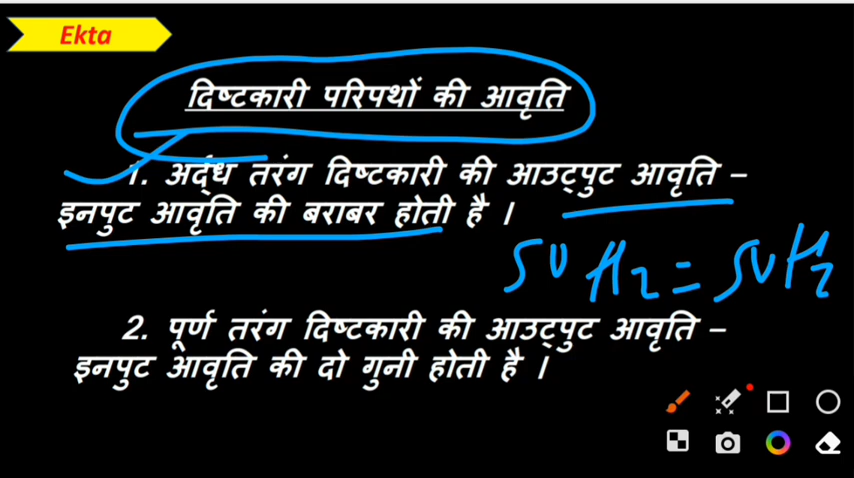 Ekta
दिष्टकारी परिपथों की आवृति
1. अर्द्ध तरंग दिष्टकारी की आउट्पुट आवृति –
इनपुट आवृति की बराबर होती है ।
50 Hz = 50 Hz
2. पूर्ण तरंग दिष्टकारी की आउट्पुट आवृति –
इनपुट आवृति की दो गुनी होती है ।